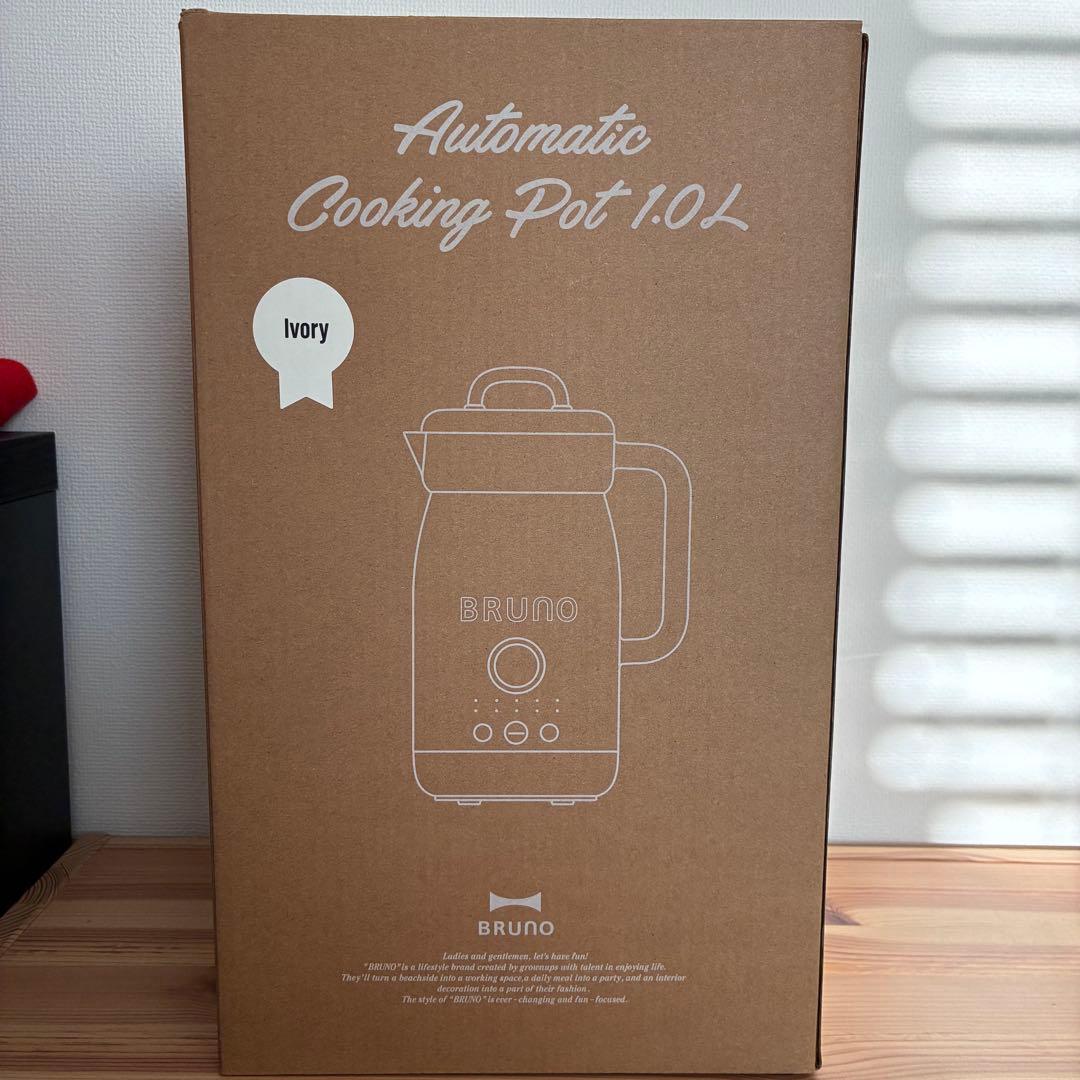 Automatic
Cooking Pot 1.0L
Ivory
BRUNO
BRUNO
Ladies and gentlemen, let's have fun!
"BRUNO" is a lifestyle brand created by grownups with talent in enjoying life.
They'll turn a beachside into a working space,a daily meal into a party, and an interior
decoration into a part of their fashion.
The style of "BRUNO" is ever-changing and fun-focused.